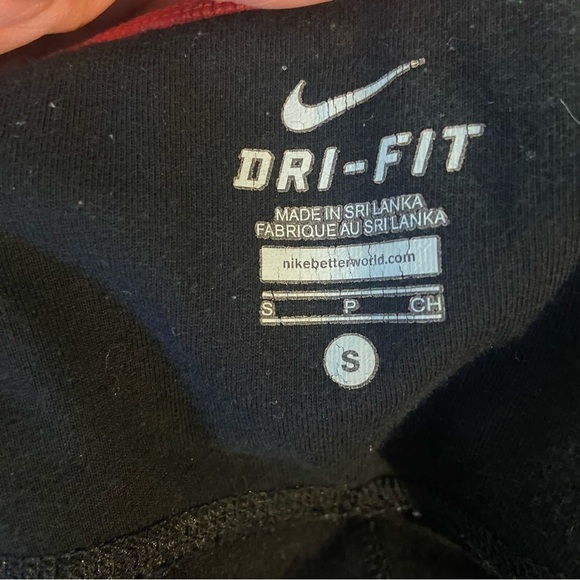 DRI-FIT
MADE IN SRI LANKA
FABRIQUE AU SRI LANKA
nikebetterworld.com
S P CH
S